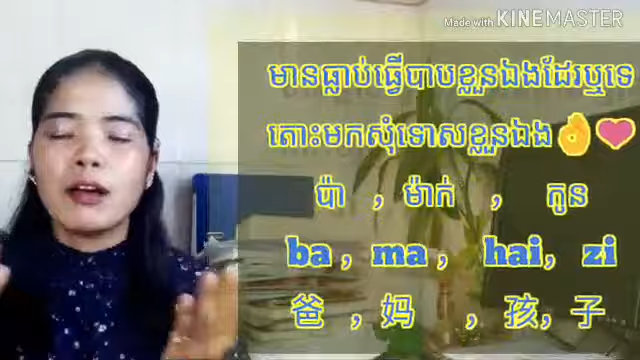 Made with KINEMASTER
មានធ្លាប់ធ្វើបាបខ្លួនឯងដែរឬទេ
តោះមកសុំទោសខ្លួនឯង👌💗
ប៉ា , ម៉ាក់ , កូន
ba , ma , hai, zi
爸 , 妈 , 孩, 子